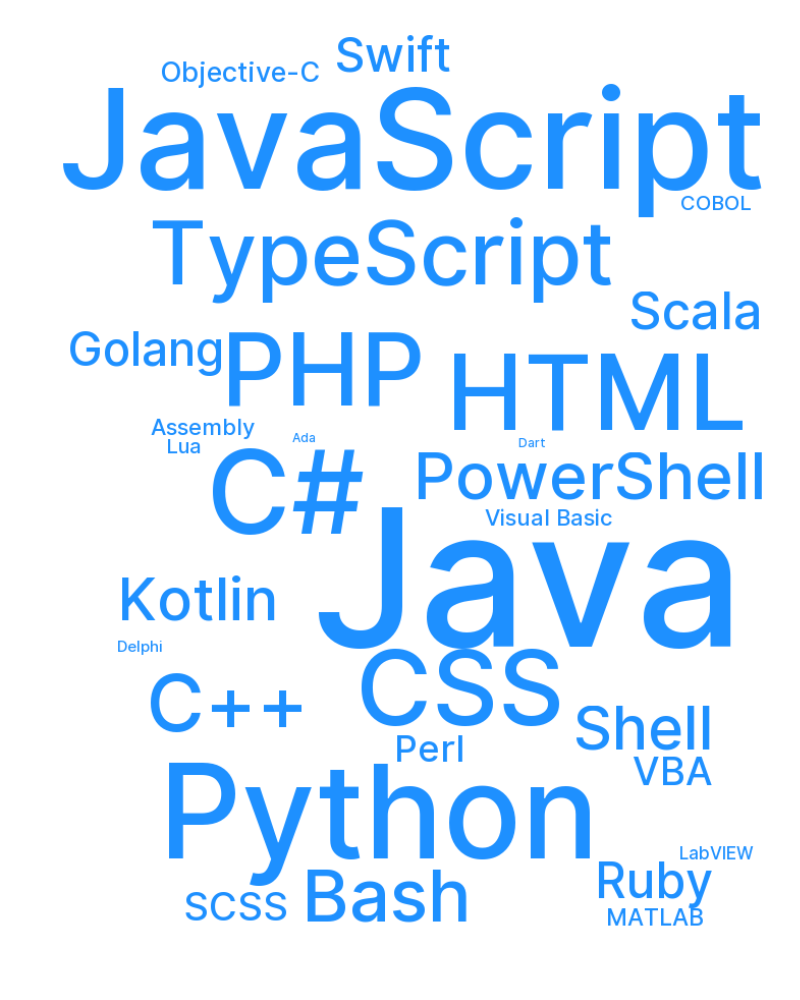 Swift
Objective-C
JavaScript
COBOL
TypeScript
Scala
Golang
PHP
HTML
Assembly
Ada
Dart
Lua
C#
PowerShell
Visual Basic
Java
Kotlin
Delphi
CSS
C++
Shell
Perl
VBA
Python
LabVIEW
Ruby
Bash
SCSS
MATLAB